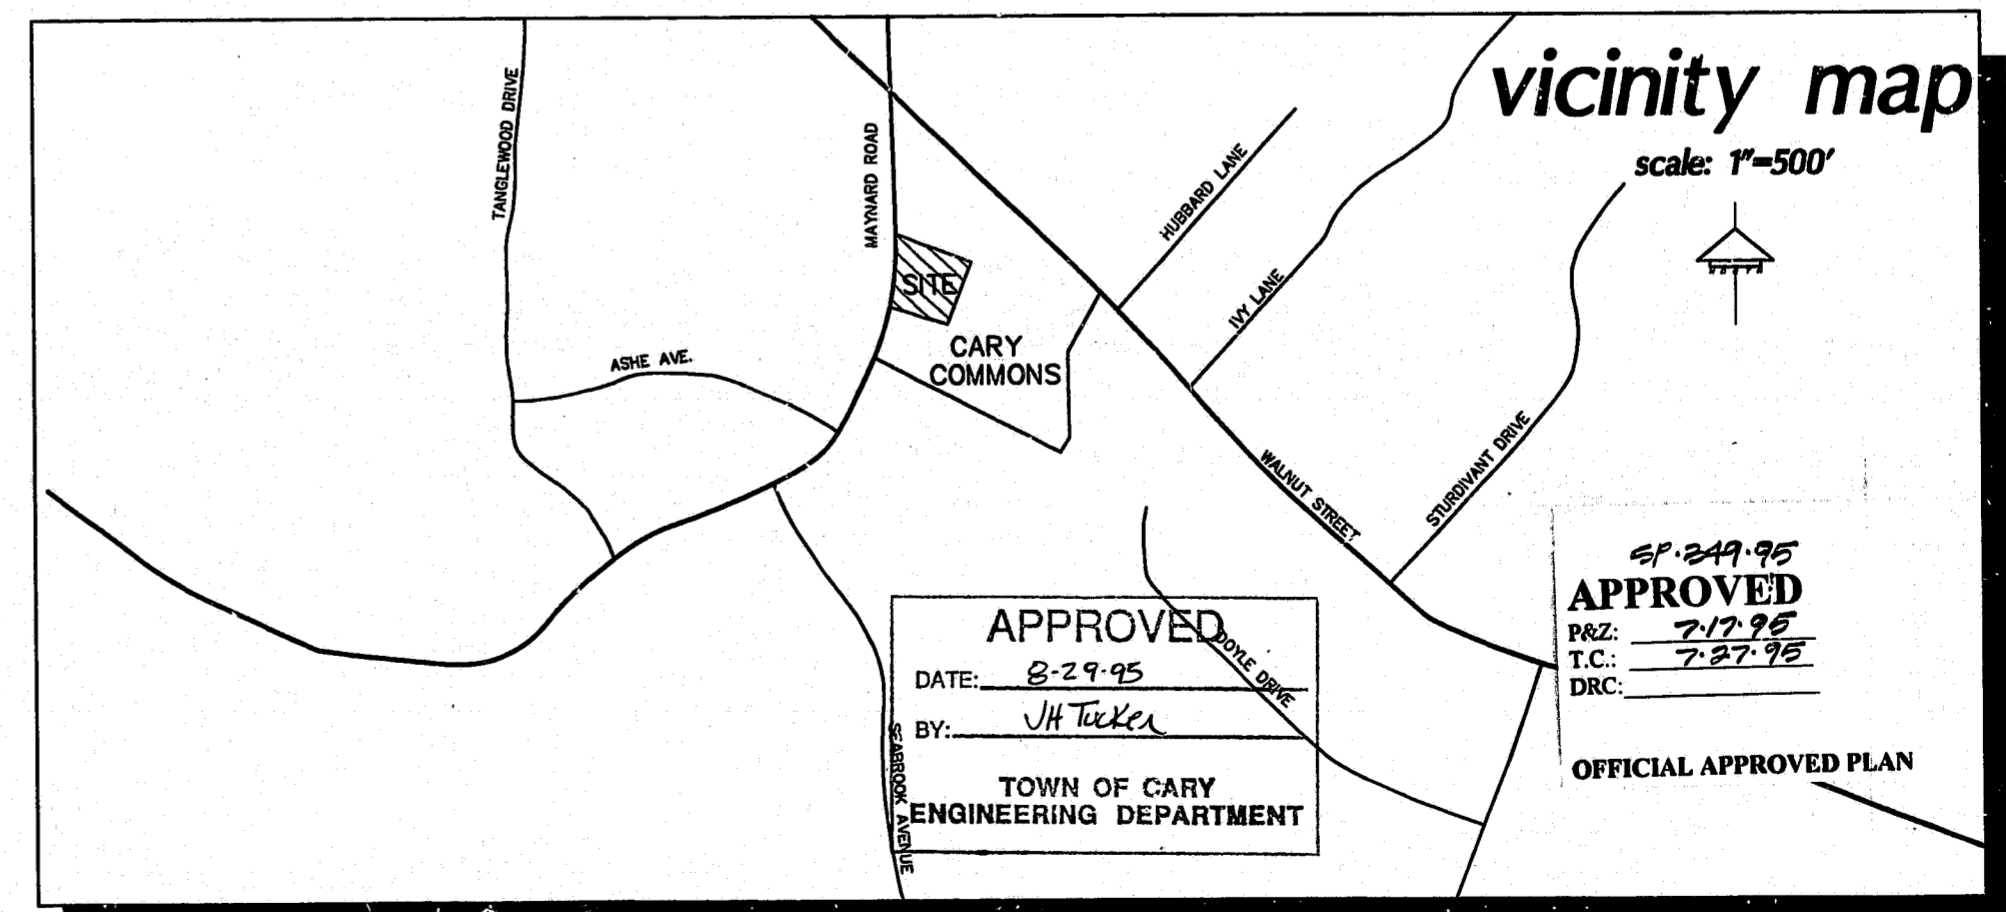 vicinity map
scale: 1"=500'
TANGLEWOOD DRIVE
MAYNARD ROAD
HUBBARD LANE
IVY LANE
SITE
CARY
COMMONS
ASHE AVE.
WALNUT STREET
STURDIVANT DRIVE
SP.349.95
APPROVED
P&Z: 7.17.95
T.C.: 7.27.95
DRC:
OFFICIAL APPROVED PLAN
APPROVED
DATE: 8-29-95
BY: JH Tucker
TOWN OF CARY
ENGINEERING DEPARTMENT
DOYLE DRIVE
SEABROOK AVENUE